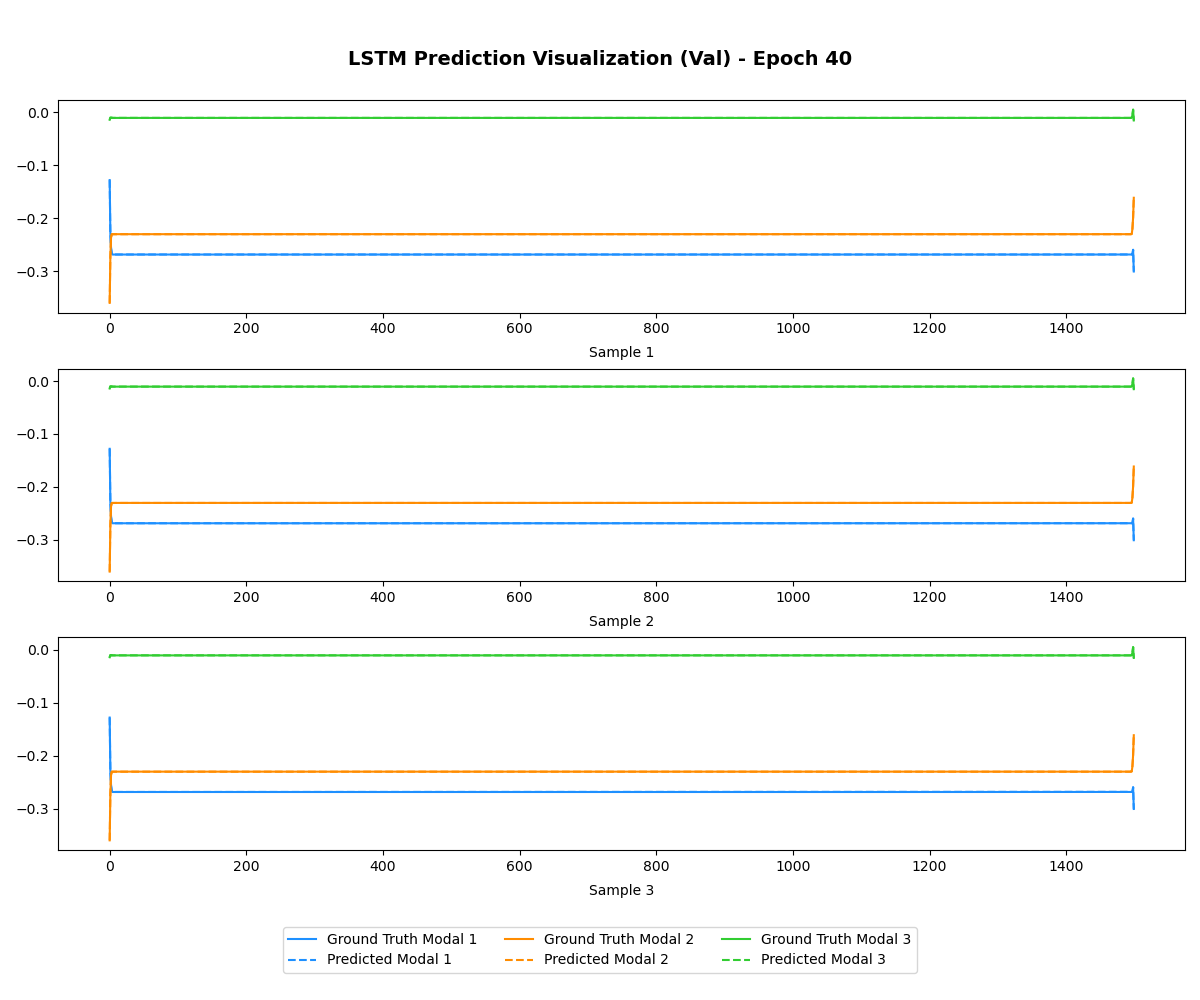 LSTM Prediction Visualization (Val) - Epoch 40
0.0
−0.1
−0.2
−0.3
0 200 400 600 800 1000 1200 1400
Sample 1
0.0
−0.1
−0.2
−0.3
0 200 400 600 800 1000 1200 1400
Sample 2
0.0
−0.1
−0.2
−0.3
0 200 400 600 800 1000 1200 1400
Sample 3
Ground Truth Modal 1 Ground Truth Modal 2 Ground Truth Modal 3
Predicted Modal 1 Predicted Modal 2 Predicted Modal 3